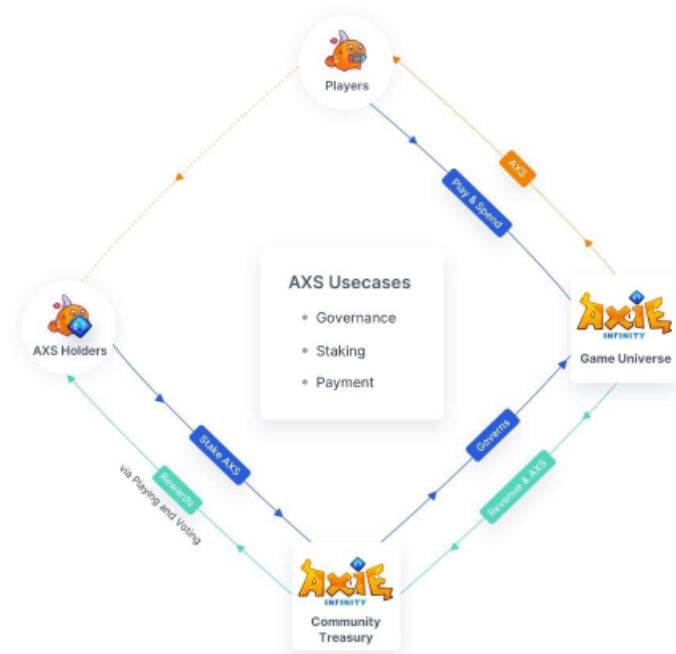 Players
AXS
Play & Spend
AXS Usecases
• Governance
• Staking
• Payment
AXS Holders
AXIE
INFINITY
Game Universe
Stake AXS
Governs
Rewards
via Playing and Voting
Revenue & AXS
AXIE
INFINITY
Community
Treasury